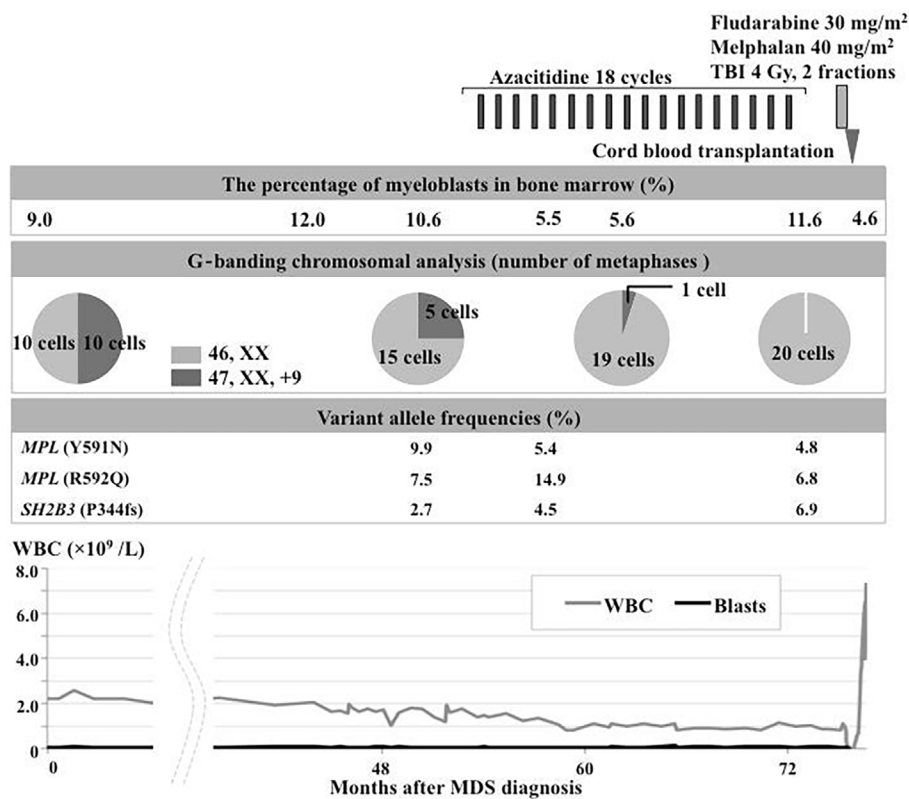 Fludarabine 30 mg/m²
Melphalan 40 mg/m²
TBI 4 Gy, 2 fractions
Azacitidine 18 cycles
Cord blood transplantation
The percentage of myeloblasts in bone marrow (%)
9.0 12.0 10.6 5.5 5.6 11.6 4.6
G-banding chromosomal analysis (number of metaphases )
10 cells 10 cells
46, XX
47, XX, +9
5 cells
15 cells
1 cell
19 cells
20 cells
Variant allele frequencies (%)
MPL (Y591N) 9.9 5.4 4.8
MPL (R592Q) 7.5 14.9 6.8
SH2B3 (P344fs) 2.7 4.5 6.9
WBC (×10⁹ /L)
8.0
6.0
4.0
2.0
0
WBC Blasts
0 48 60 72
Months after MDS diagnosis